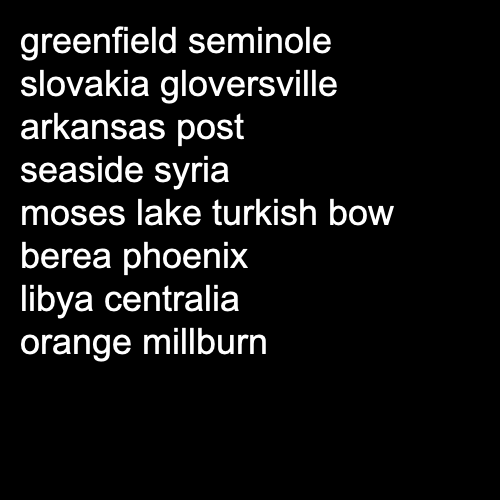 greenfield seminole
slovakia gloversville
arkansas post
seaside syria
moses lake turkish bow
berea phoenix
libya centralia
orange millburn